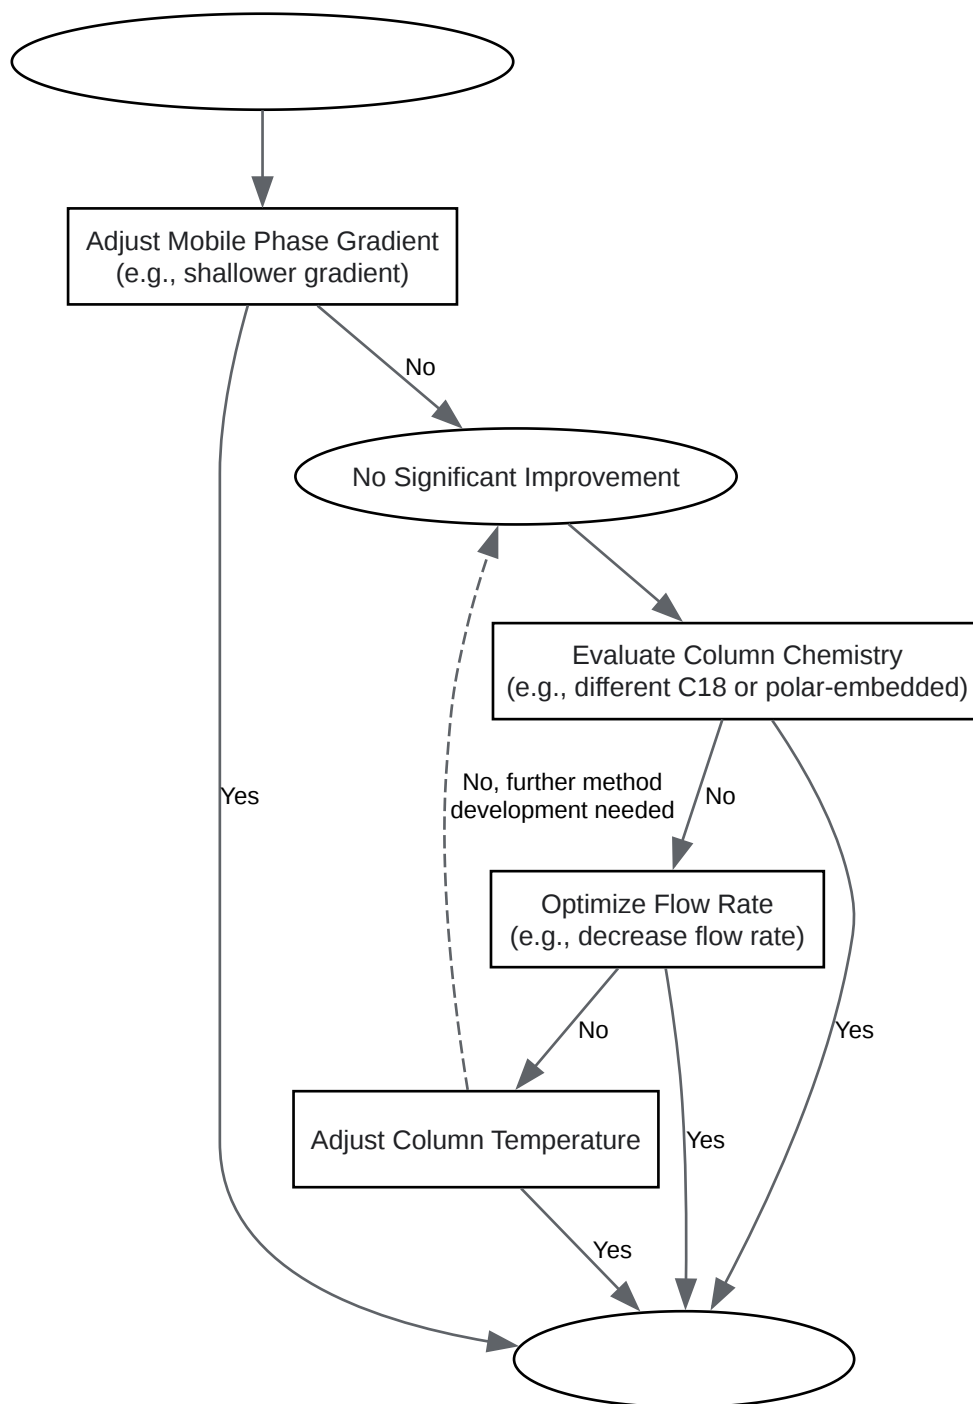 Adjust Mobile Phase Gradient
(e.g., shallower gradient)
No
No Significant Improvement
Evaluate Column Chemistry
(e.g., different C18 or polar-embedded)
No, further method
development needed
No
Yes
Optimize Flow Rate
(e.g., decrease flow rate)
No
Yes
Adjust Column Temperature
Yes
Yes